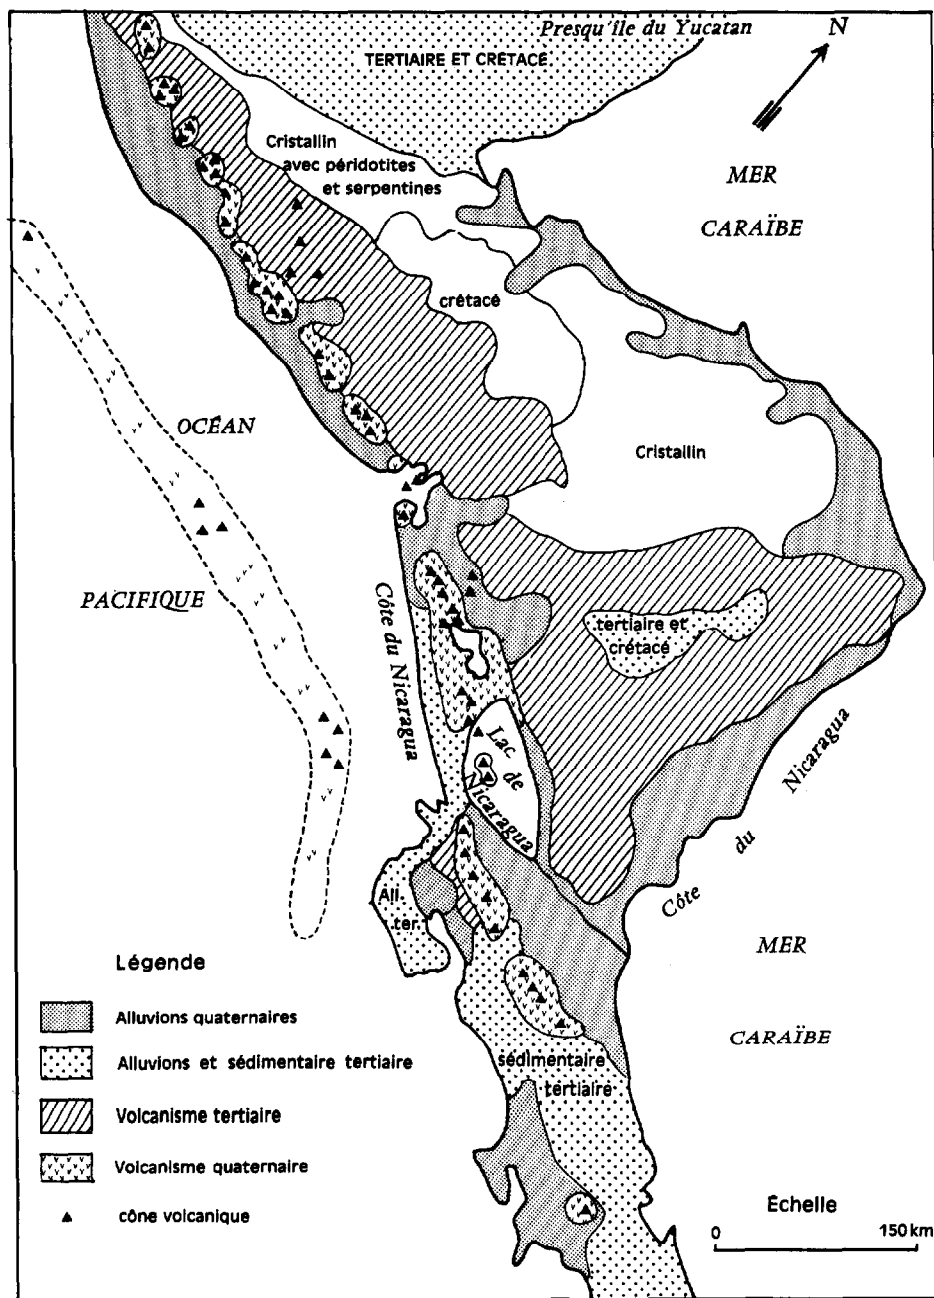 Presqu'île du Yucatan
N
TERTIAIRE ET CRÉTACÉ
Cristallin
avec péridotites
et serpentines
MER
CARAÏBE
crétacé
OCÉAN
Cristallin
PACIFIQUE
Côte du Nicaragua
tertiaire et
crétacé
Lac
de
Nicaragua
Côte du Nicaragua
All.
ter.
MER
CARAÏBE
sédimentaire
tertiaire
Légende
Alluvions quaternaires
Alluvions et sédimentaire tertiaire
Volcanisme tertiaire
Volcanisme quaternaire
cône volcanique
Échelle
0 150 km